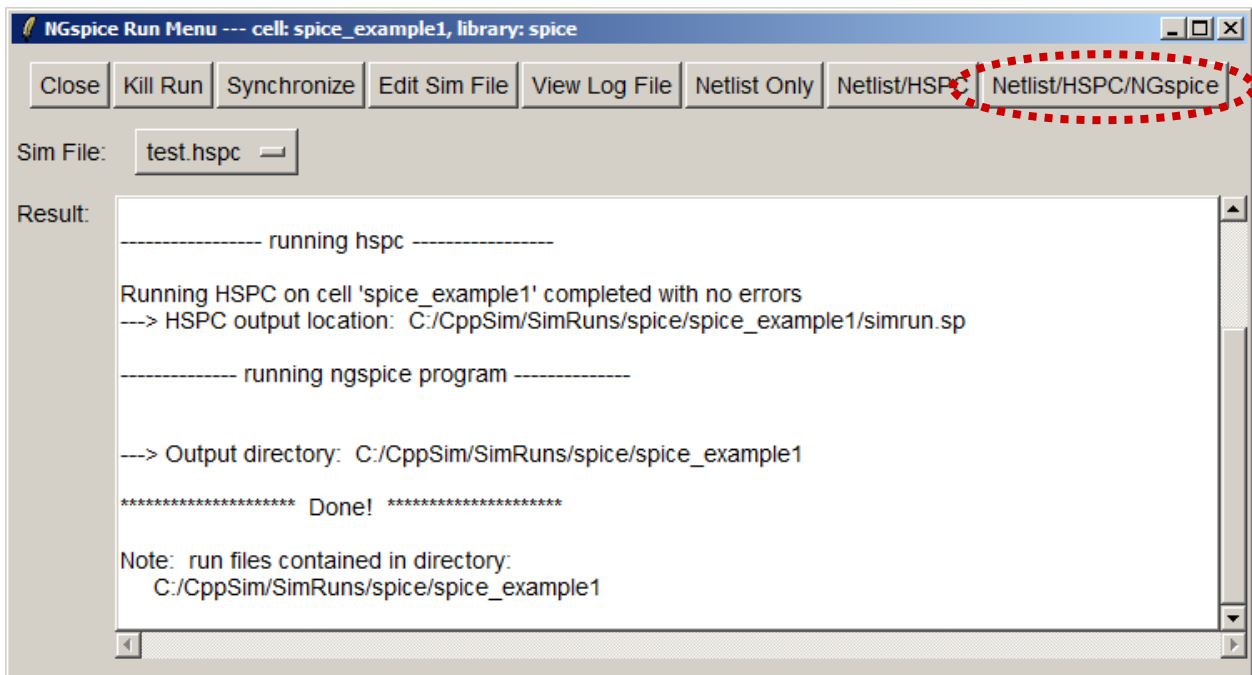 NGspice Run Menu --- cell: spice_example1, library: spice
Close Kill Run Synchronize Edit Sim File View Log File Netlist Only Netlist/HSPC Netlist/HSPC/NGspice
Sim File: test.hspc
Result:
----------------- running hspc -----------------
Running HSPC on cell 'spice_example1' completed with no errors
---> HSPC output location:  C:/CppSim/SimRuns/spice/spice_example1/simrun.sp
-------------- running ngspice program --------------
---> Output directory:  C:/CppSim/SimRuns/spice/spice_example1
********************* Done! *********************
Note:  run files contained in directory:
C:/CppSim/SimRuns/spice/spice_example1